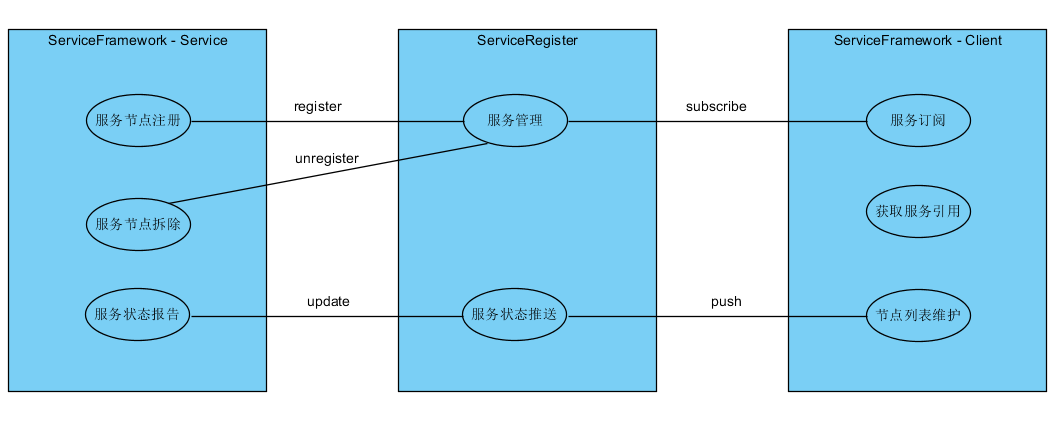 ServiceFramework - Service
ServiceRegister
ServiceFramework - Client
服务节点注册
register
服务管理
subscribe
服务订阅
unregister
服务节点拆除
获取服务引用
服务状态报告
update
服务状态推送
push
节点列表维护